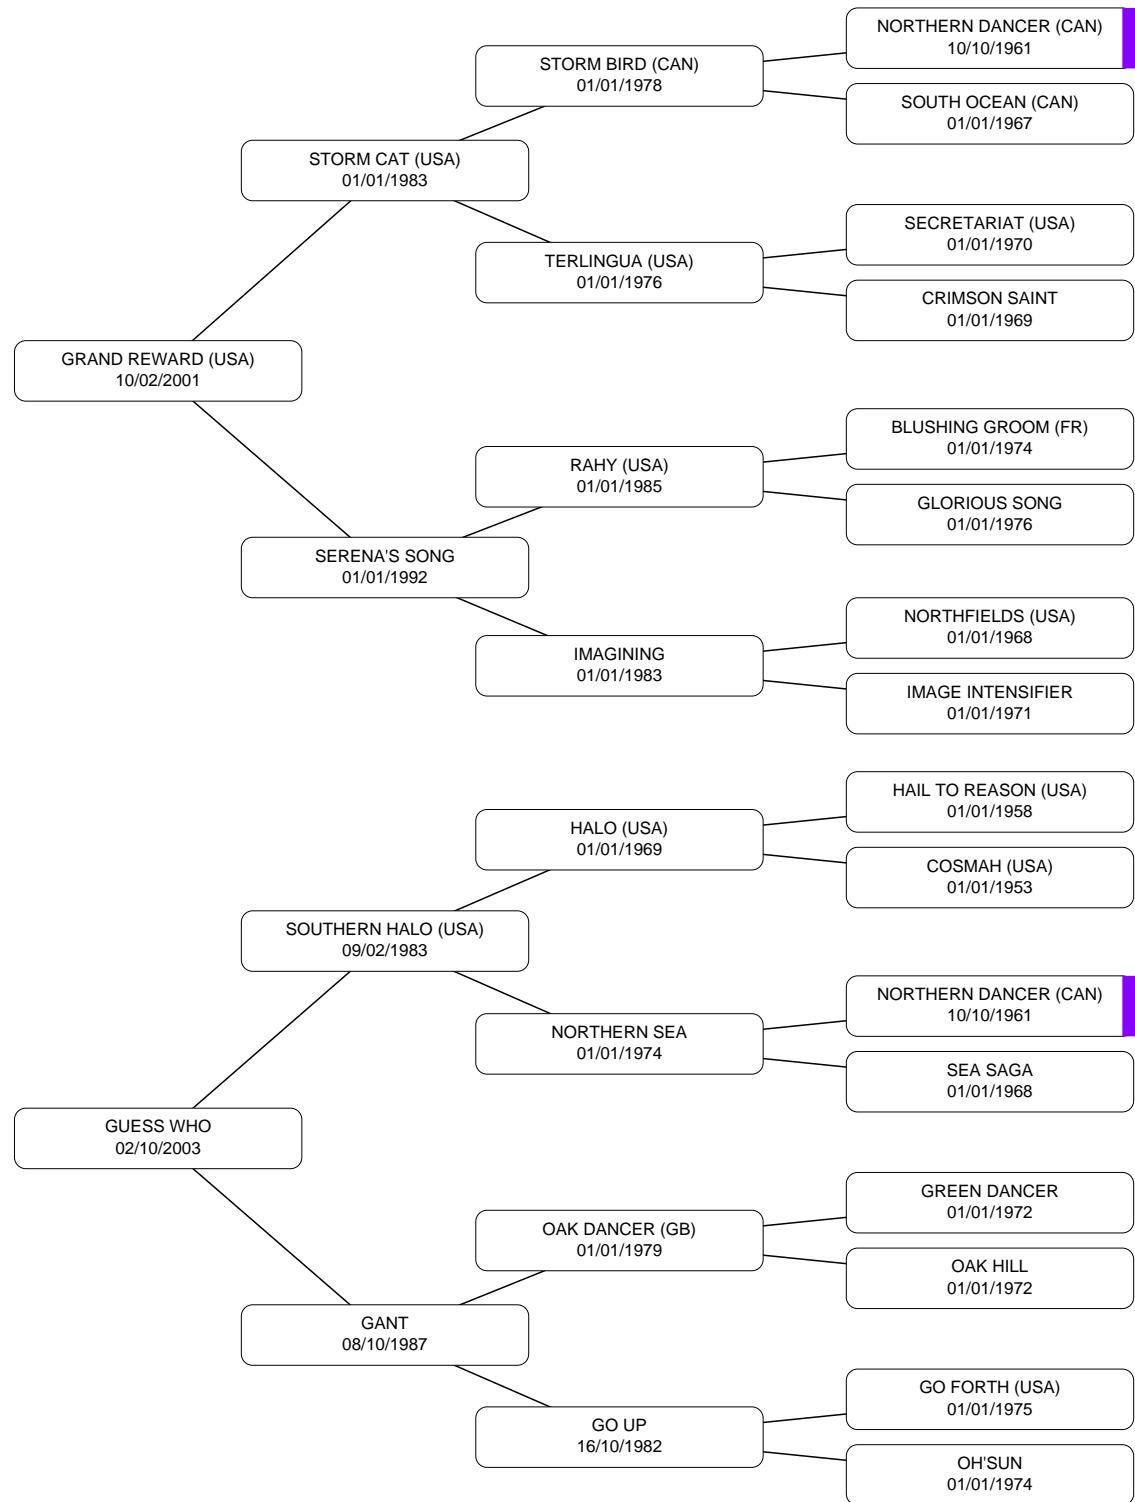 NORTHERN DANCER (CAN)
10/10/1961
STORM BIRD (CAN)
01/01/1978
SOUTH OCEAN (CAN)
01/01/1967
STORM CAT (USA)
01/01/1983
SECRETARIAT (USA)
01/01/1970
TERLINGUA (USA)
01/01/1976
CRIMSON SAINT
01/01/1969
GRAND REWARD (USA)
10/02/2001
BLUSHING GROOM (FR)
01/01/1974
RAHY (USA)
01/01/1985
GLORIOUS SONG
01/01/1976
SERENA'S SONG
01/01/1992
NORTHFIELDS (USA)
01/01/1968
IMAGINING
01/01/1983
IMAGE INTENSIFIER
01/01/1971
HAIL TO REASON (USA)
01/01/1958
HALO (USA)
01/01/1969
COSMAH (USA)
01/01/1953
SOUTHERN HALO (USA)
09/02/1983
NORTHERN DANCER (CAN)
10/10/1961
NORTHERN SEA
01/01/1974
SEA SAGA
01/01/1968
GUESS WHO
02/10/2003
GREEN DANCER
01/01/1972
OAK DANCER (GB)
01/01/1979
OAK HILL
01/01/1972
GANT
08/10/1987
GO FORTH (USA)
01/01/1975
GO UP
16/10/1982
OH'SUN
01/01/1974